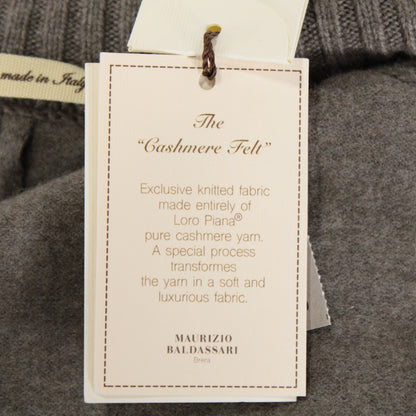 made in Italy
The
"Cashmere Felt"
Exclusive knitted fabric
made entirely of
Loro Piana®
pure cashmere yarn.
A special process
transformes
the yarn in a soft and
luxurious fabric.
MAURIZIO
BALDASSARI
Brera